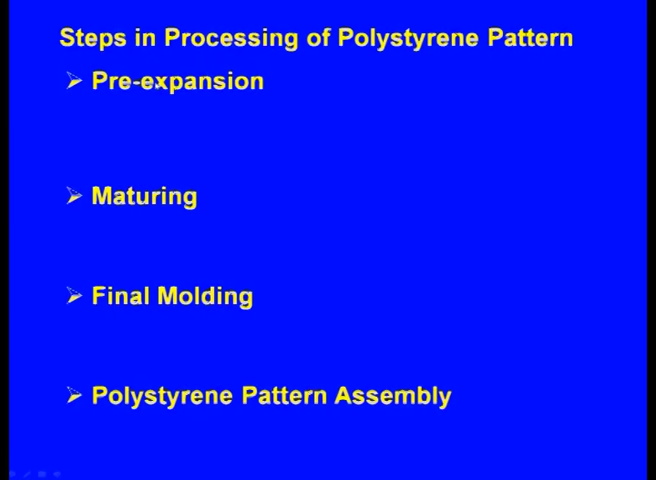 Steps in Processing of Polystyrene Pattern
Pre-expansion
Maturing
Final Molding
Polystyrene Pattern Assembly